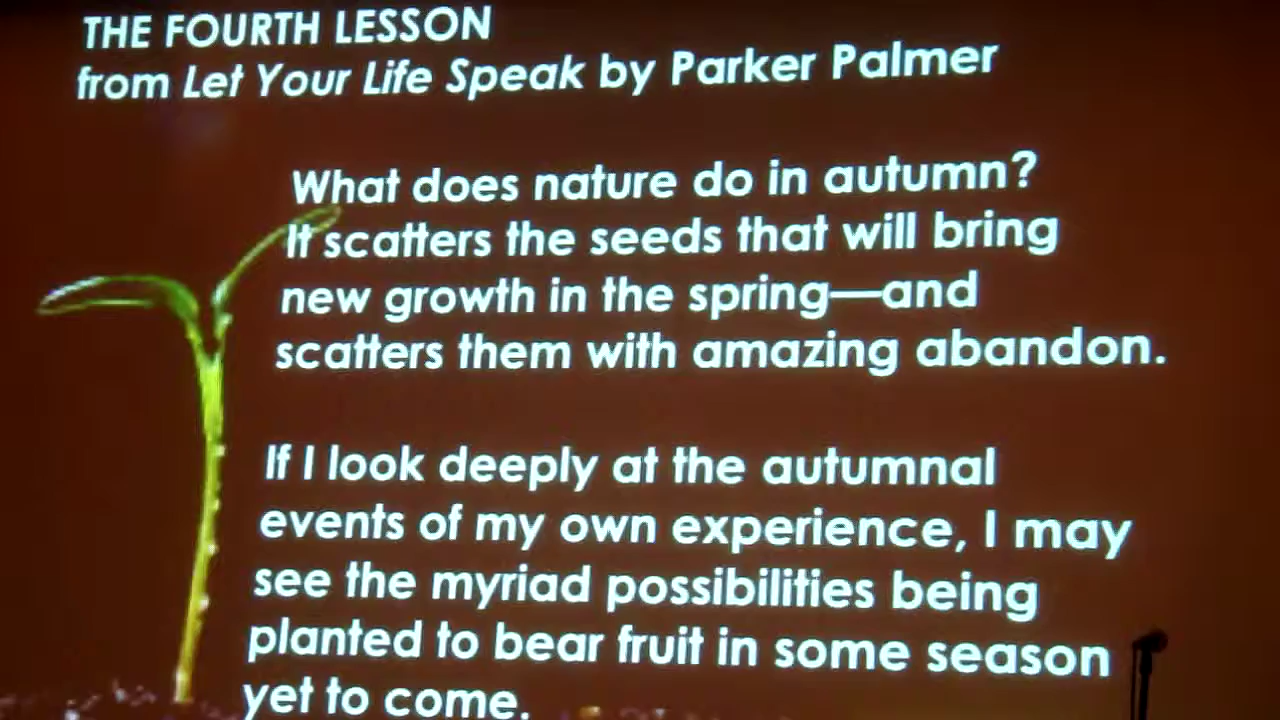 THE FOURTH LESSON
from Let Your Life Speak by Parker Palmer
What does nature do in autumn?
It scatters the seeds that will bring
new growth in the spring—and
scatters them with amazing abandon.
If I look deeply at the autumnal
events of my own experience, I may
see the myriad possibilities being
planted to bear fruit in some season
yet to come.